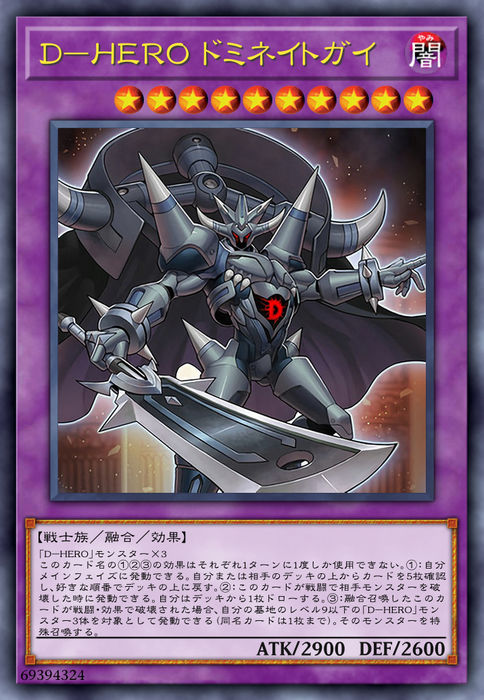 D－HERO ドミネイトガイ
やみ
闇
D
【戦士族／融合／効果】
「D－HERO」モンスター×3
このカード名の①②③の効果はそれぞれ1ターンに1度しか使用できない。①：自分
メインフェイズに発動できる。自分または相手のデッキの上からカードを5枚確認
し、好きな順番でデッキの上に戻す。②：このカードが戦闘で相手モンスターを破
壊した時に発動できる。自分はデッキから1枚ドローする。③：融合召喚したこのカー
ドが戦闘・効果で破壊された場合、自分の墓地のレベル9以下の「D－HERO」モンス
ター3体を対象として発動できる（同名カードは1枚まで）。そのモンスターを特
殊召喚する。
ATK/2900 DEF/2600
69394324